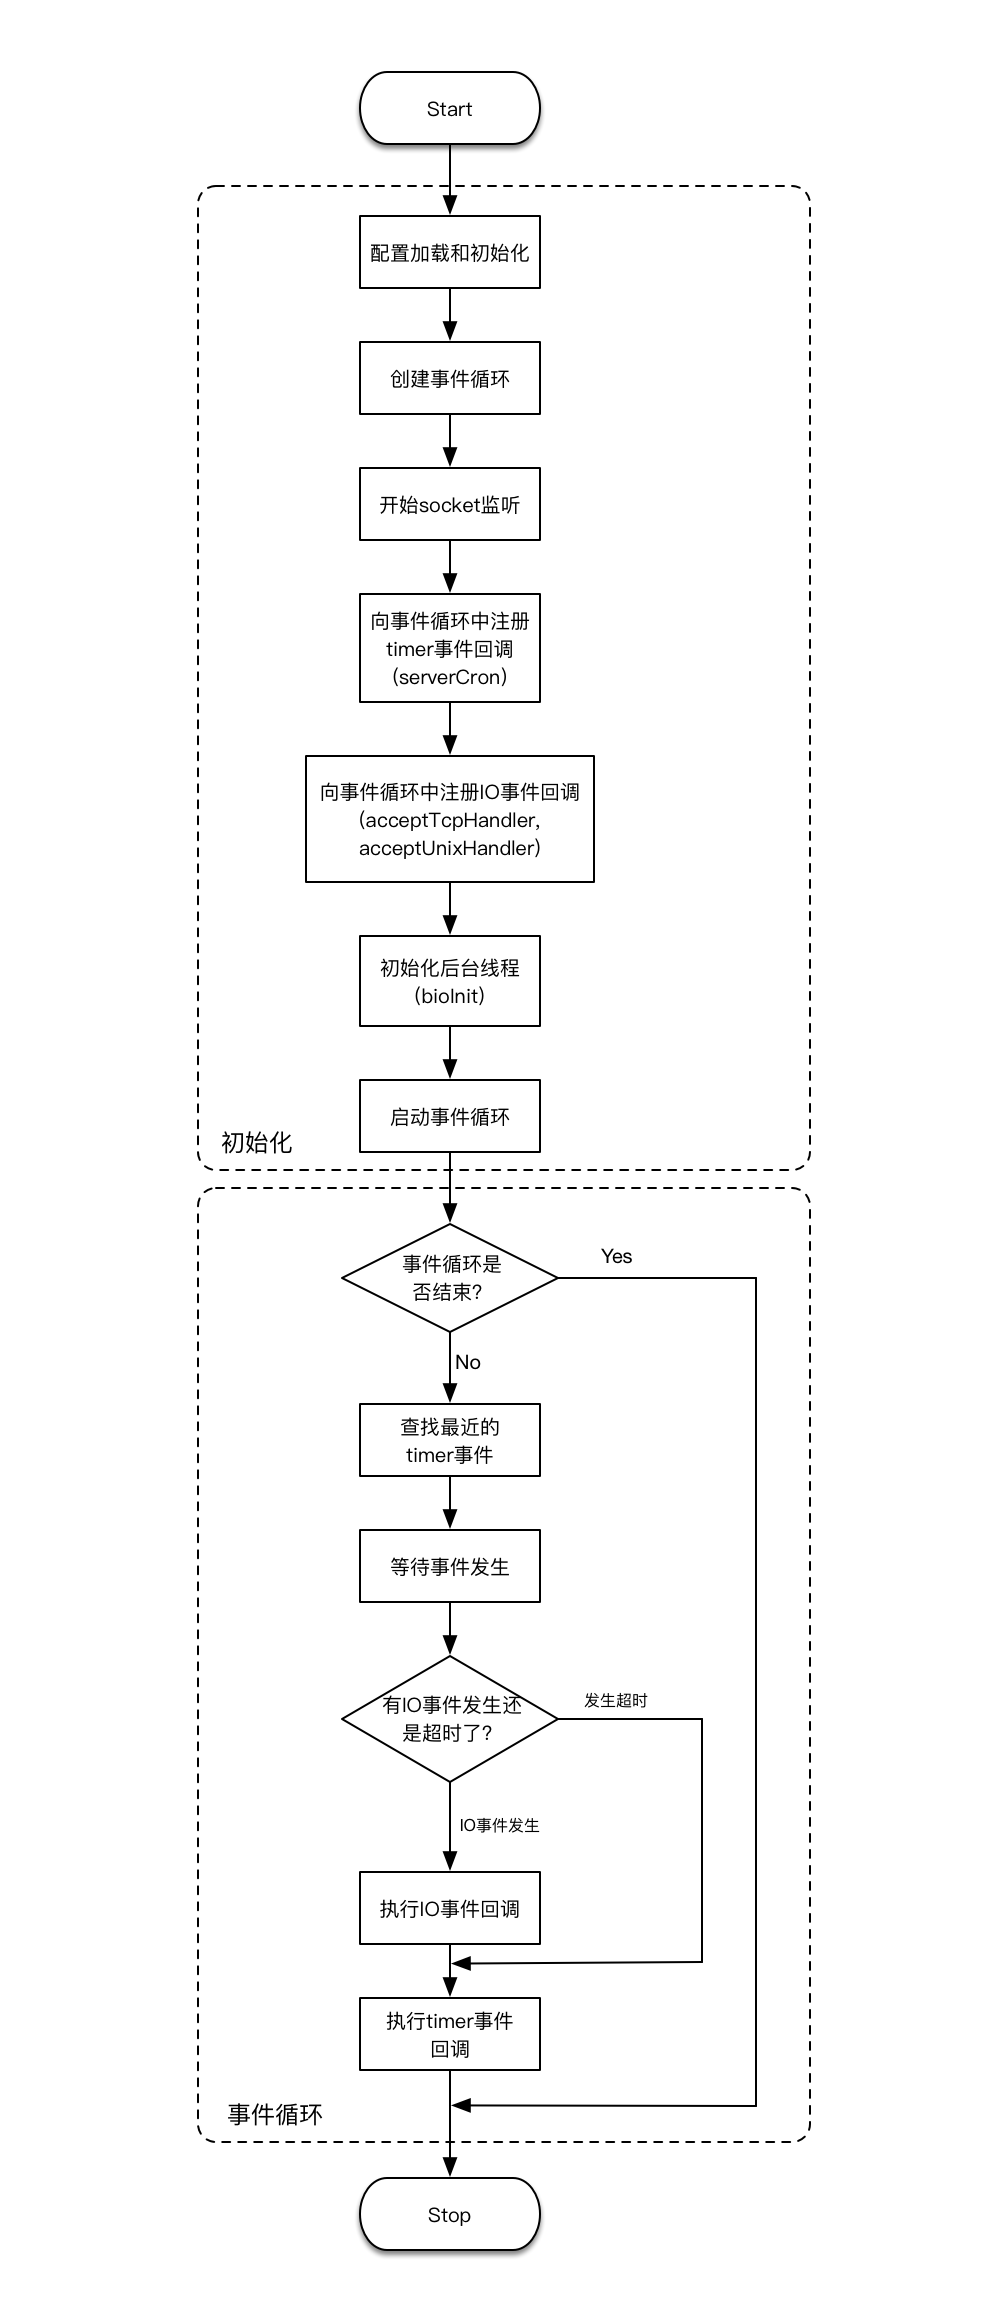 Start
配置加载和初始化
创建事件循环
开始socket监听
向事件循环中注册
timer事件回调
(serverCron)
向事件循环中注册IO事件回调
(acceptTcpHandler,
acceptUnixHandler)
初始化后台线程
(bioInit)
启动事件循环
初始化
事件循环是
否结束?
Yes
No
查找最近的
timer事件
等待事件发生
有IO事件发生还
是超时了?
发生超时
IO事件发生
执行IO事件回调
执行timer事件
回调
事件循环
Stop